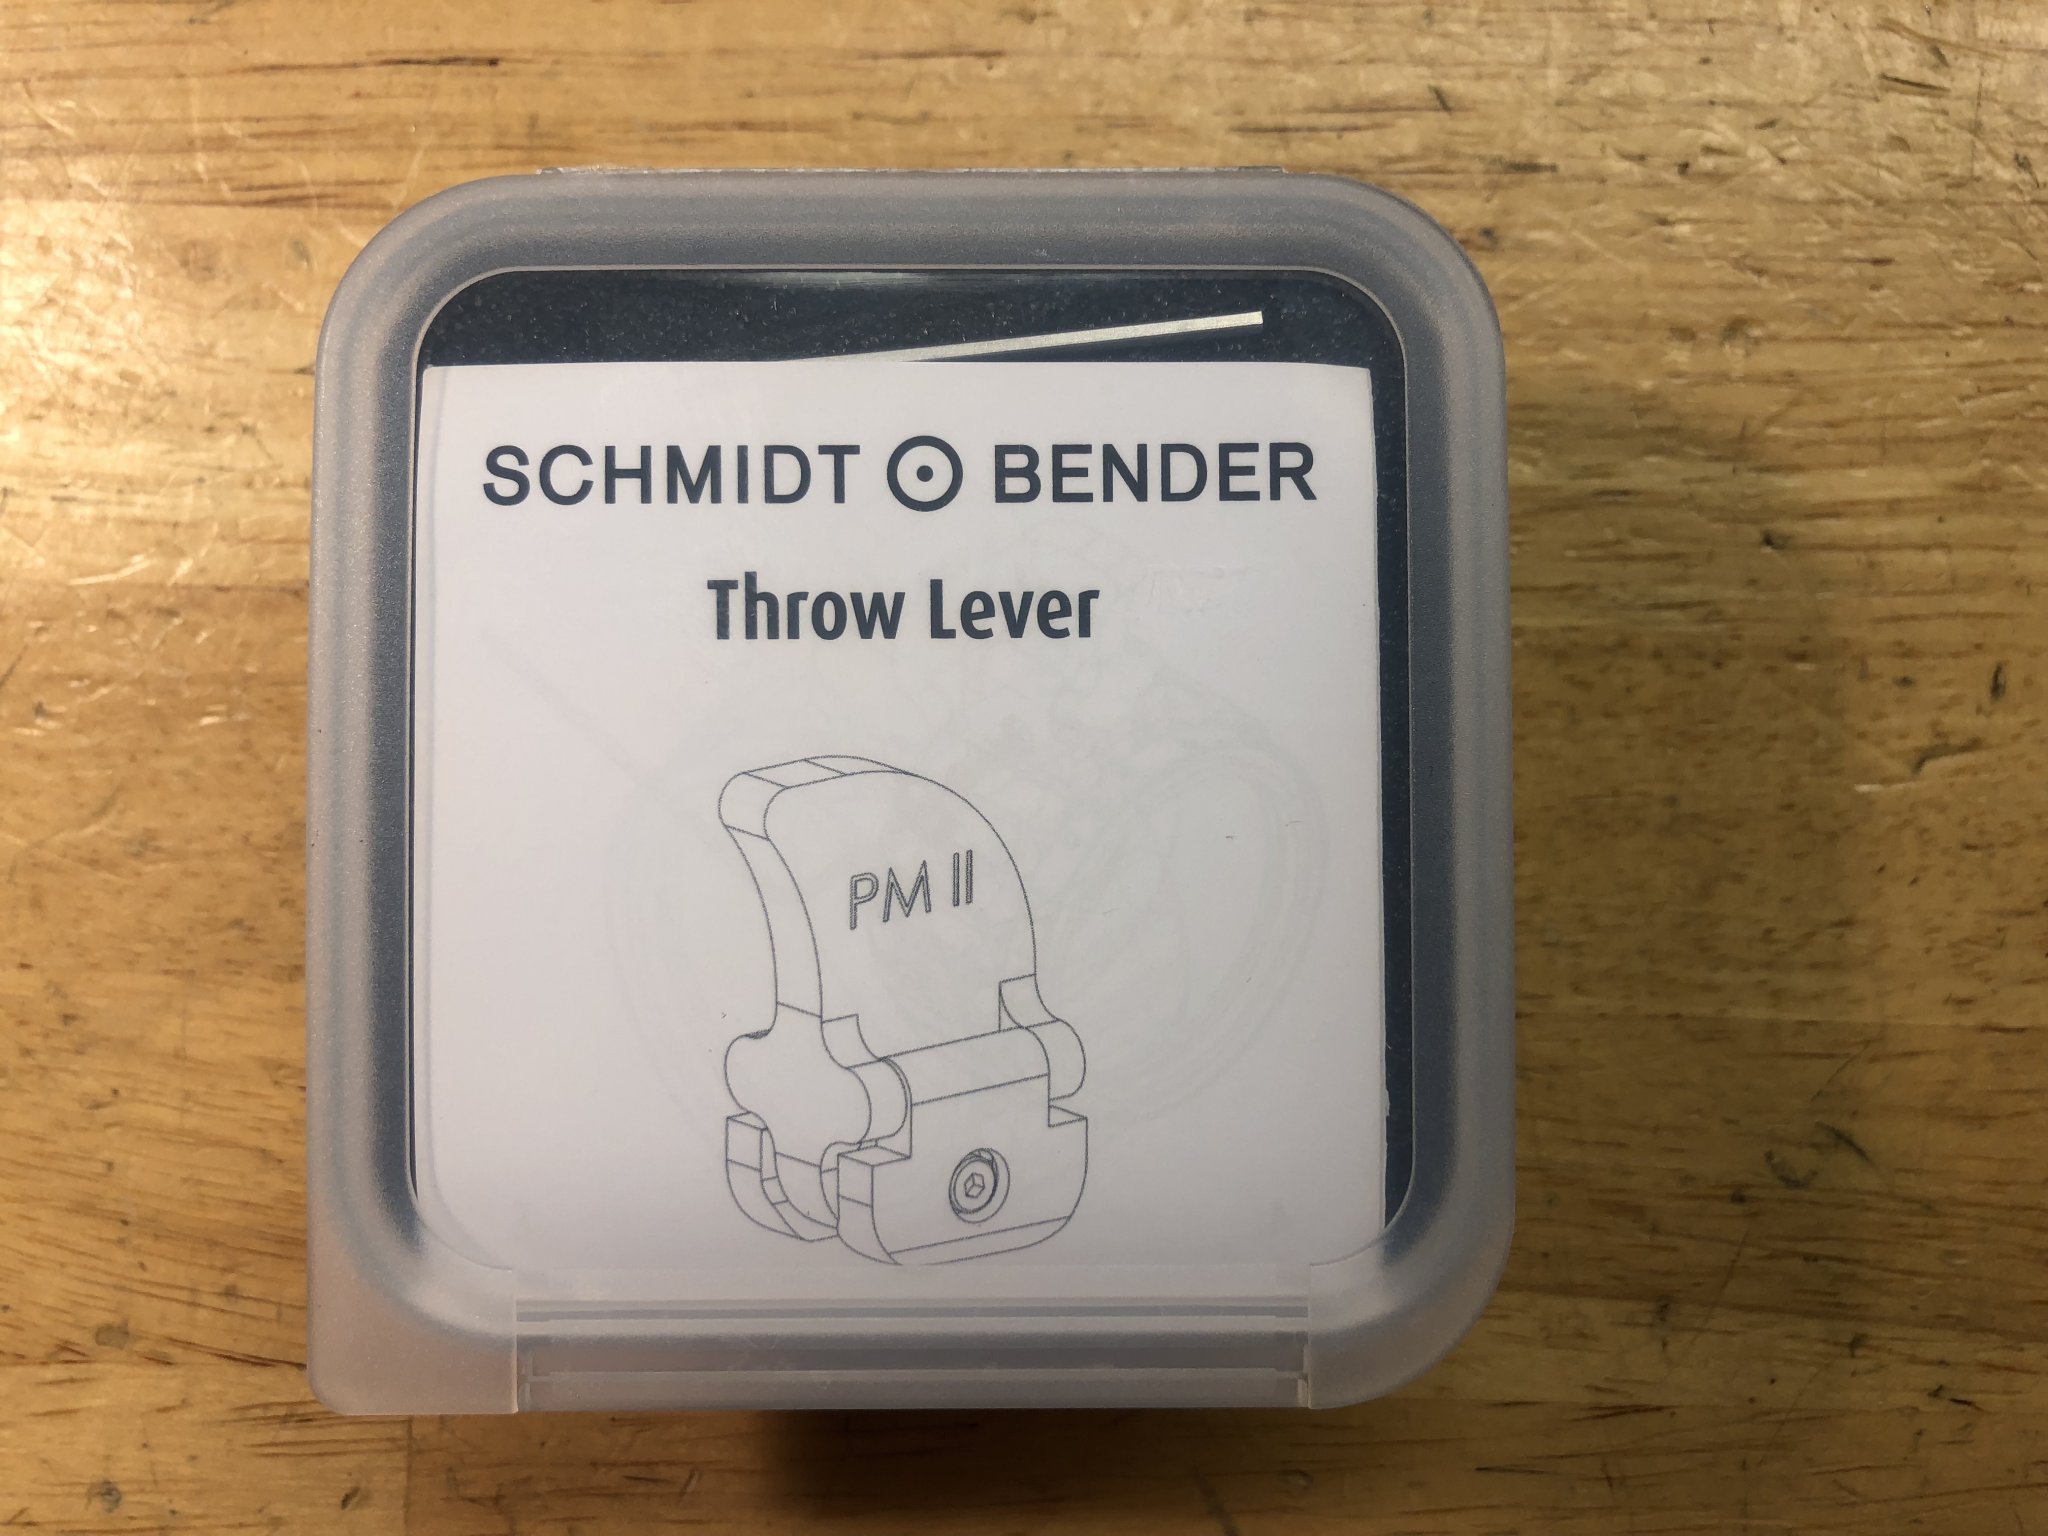 SCHMIDT BENDER
Throw Lever
PM II